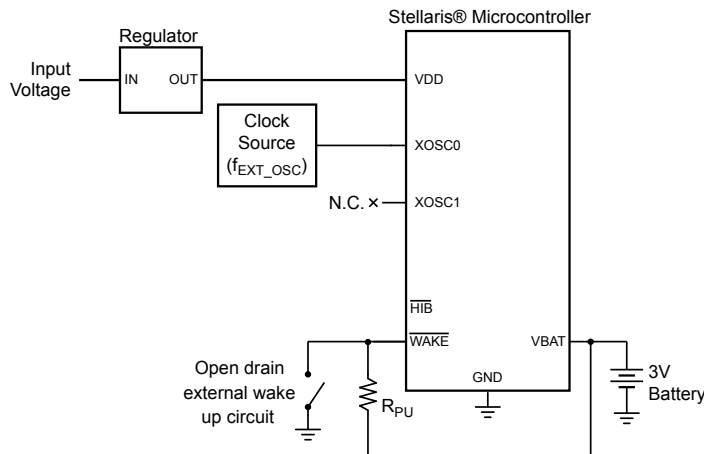 Stellaris® Microcontroller
Regulator
Input
Voltage
IN
OUT
VDD
Clock
Source
(fEXT_OSC)
XOSC0
N.C.
XOSC1
HIB
WAKE
VBAT
Open drain
external wake
up circuit
RPU
GND
3V
Battery